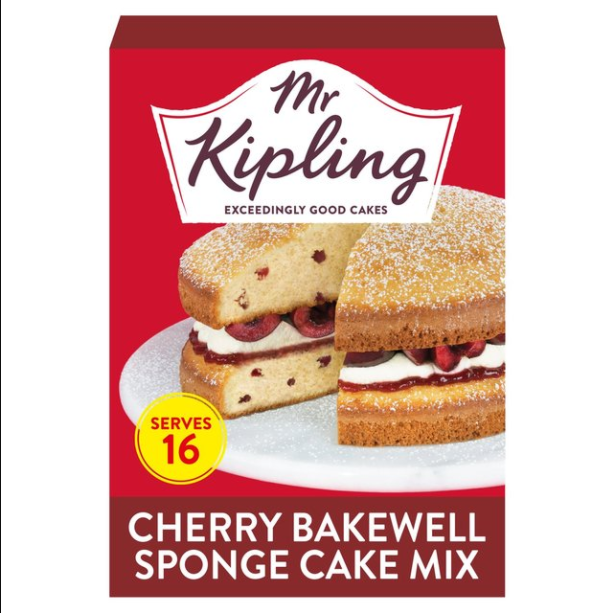 Mr
Kipling
EXCEEDINGLY GOOD CAKES
SERVES
16
CHERRY BAKEWELL
SPONGE CAKE MIX